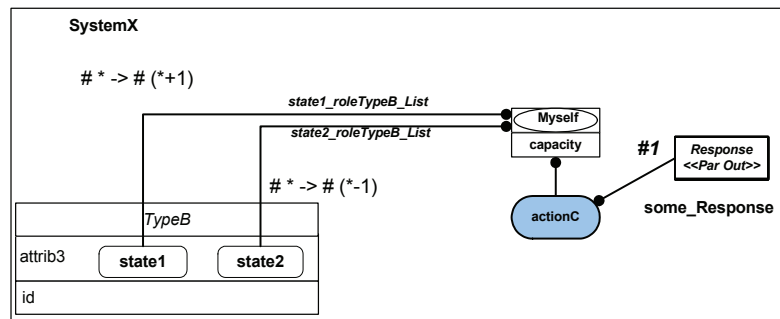 SystemX
# * -> # (*+1)
state1_roleTypeB_List
state2_roleTypeB_List
Myself
capacity
#1
Response
<<Par Out>>
# * -> # (*-1)
actionC
some_Response
TypeB
attrib3
state1
state2
id